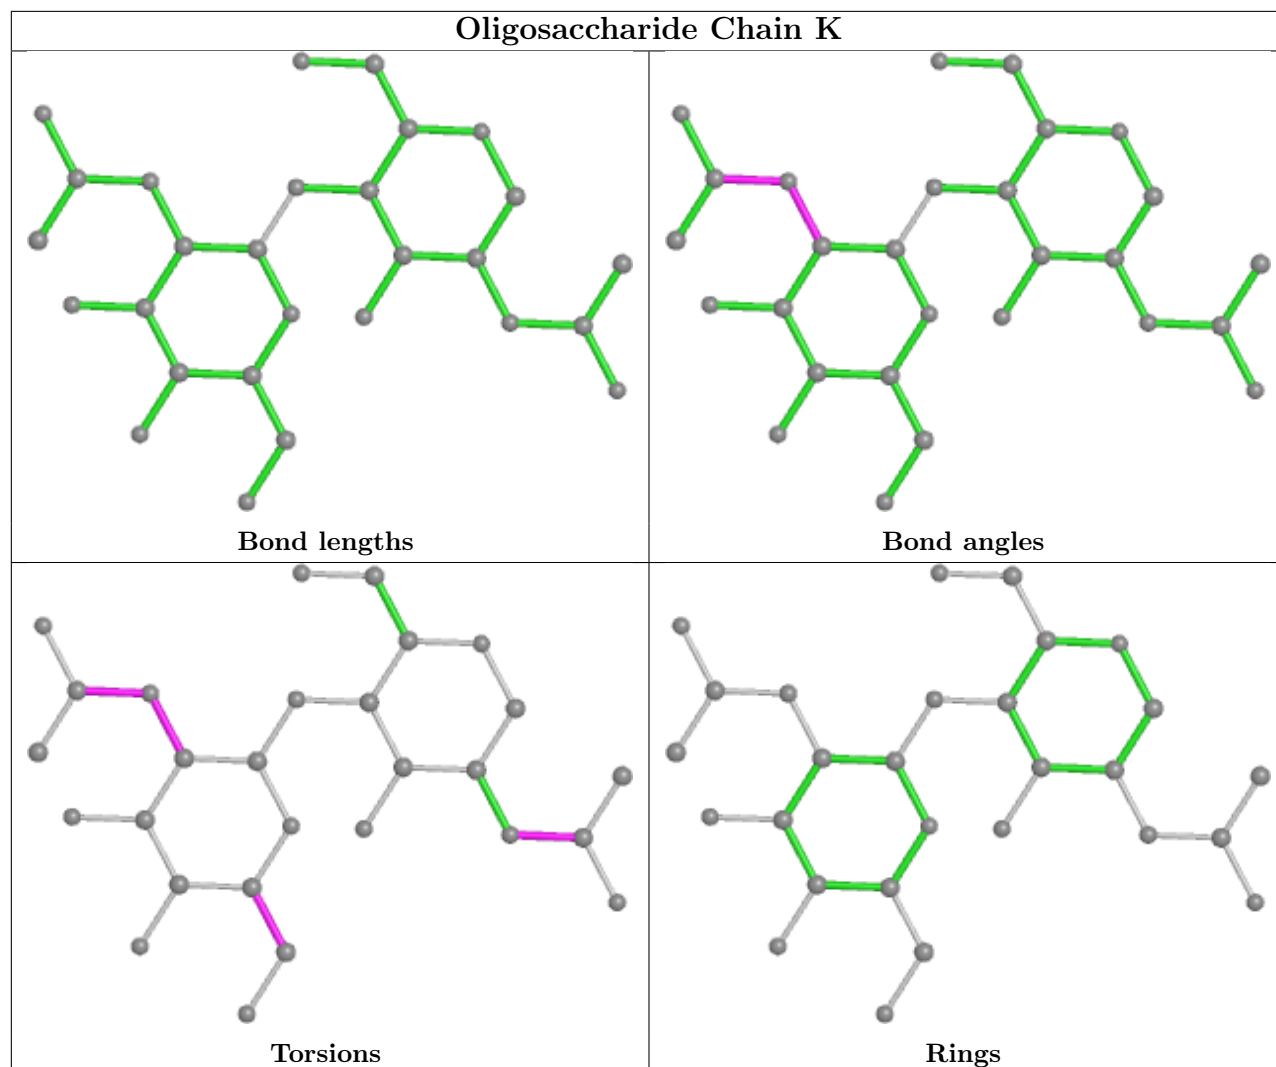 Oligosaccharide Chain K
Bond lengths
Bond angles
Torsions
Rings